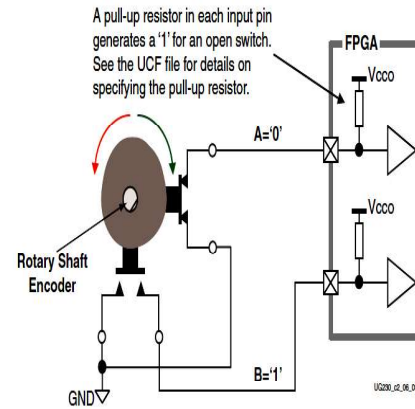 A pull-up resistor in each input pin
generates a ‘1’ for an open switch.
See the UCF file for details on
specifying the pull-up resistor.
FPGA
VCCO
A=‘0’
VCCO
Rotary Shaft
Encoder
B=‘1’
GND